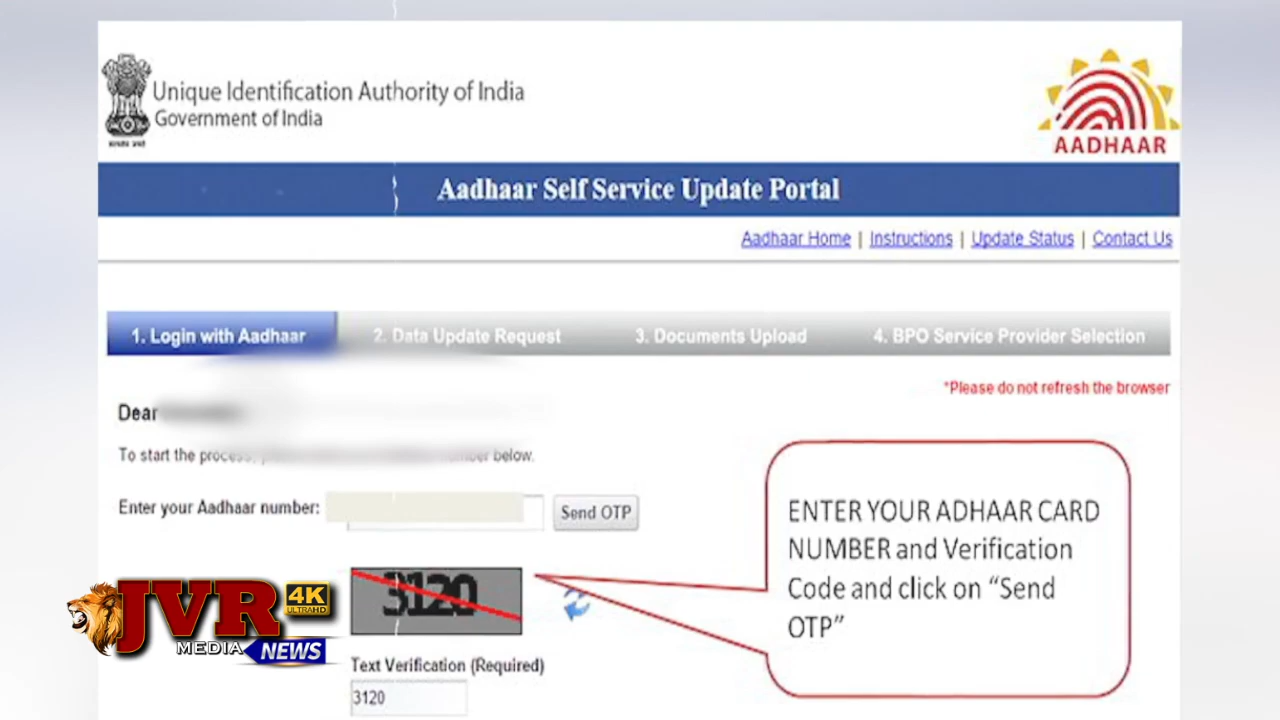 Unique Identification Authority of India
Government of India
AADHAAR
Aadhaar Self Service Update Portal
Aadhaar Home | Instructions | Update Status | Contact Us
1. Login with Aadhaar 2. Data Update Request 3. Documents Upload 4. BPO Service Provider Selection
*Please do not refresh the browser
Dear
To start the process, number below.
Enter your Aadhaar number: Send OTP
3120
Text Verification (Required)
3120
ENTER YOUR ADHAAR CARD
NUMBER and Verification
Code and click on “Send
OTP”
JVR
MEDIA NEWS
4K
ULTRA HD